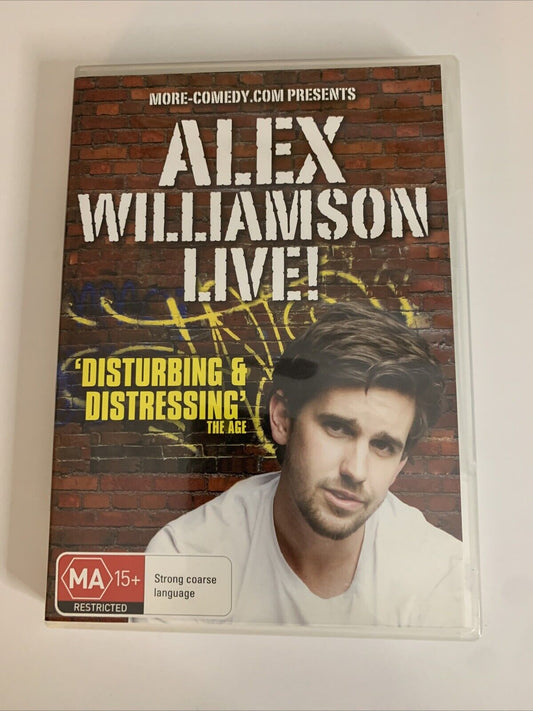 MORE-COMEDY.COM PRESENTS
ALEX
WILLIAMSON
LIVE!
'DISTURBING &
DISTRESSING'
THE AGE
MA 15+
RESTRICTED
Strong coarse
language